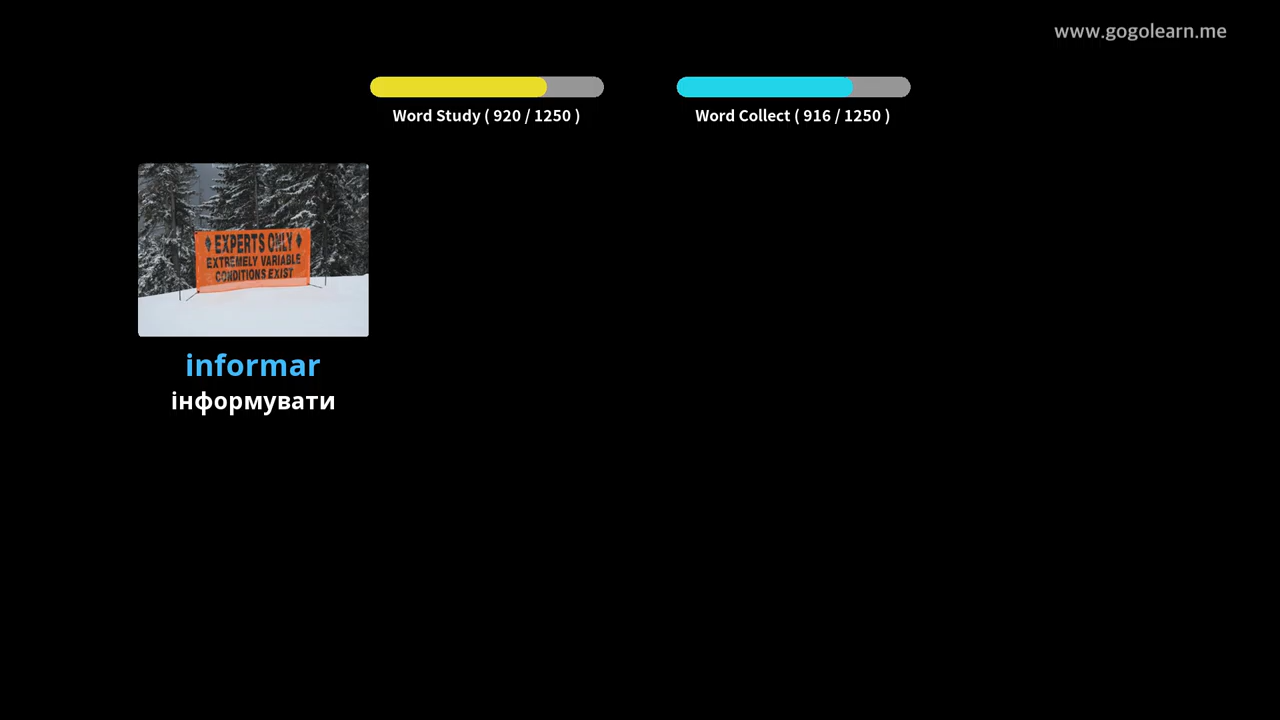 www.gogolearn.me
Word Study ( 920 / 1250 )
Word Collect ( 916 / 1250 )
EXPERTS ONLY
EXTREMELY VARIABLE
CONDITIONS EXIST
informar
інформувати